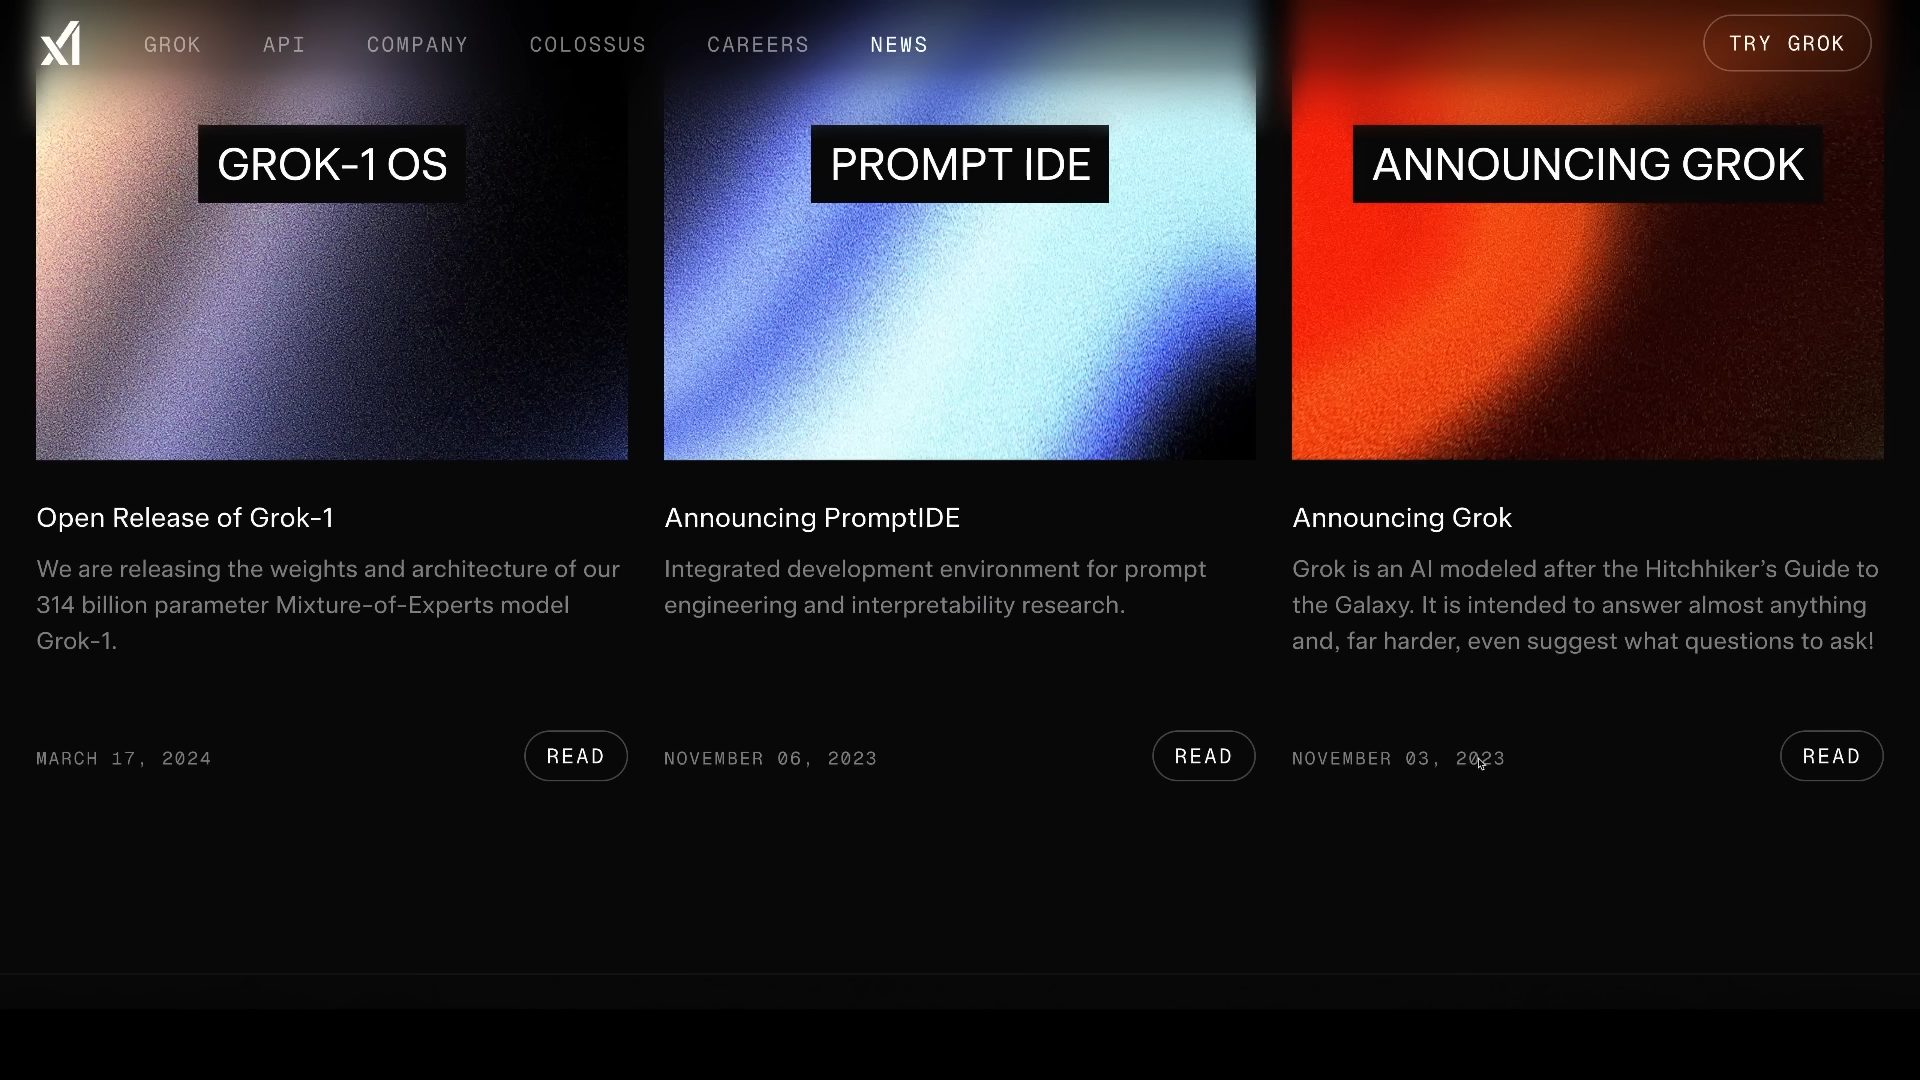 xI
GROK
API
COMPANY
COLOSSUS
CAREERS
NEWS
TRY GROK
GROK-1 OS
PROMPT IDE
ANNOUNCING GROK
Open Release of Grok-1
We are releasing the weights and architecture of our
314 billion parameter Mixture-of-Experts model
Grok-1.
MARCH 17, 2024
READ
Announcing PromptIDE
Integrated development environment for prompt
engineering and interpretability research.
NOVEMBER 06, 2023
READ
Announcing Grok
Grok is an AI modeled after the Hitchhiker’s Guide to
the Galaxy. It is intended to answer almost anything
and, far harder, even suggest what questions to ask!
NOVEMBER 03, 2023
READ